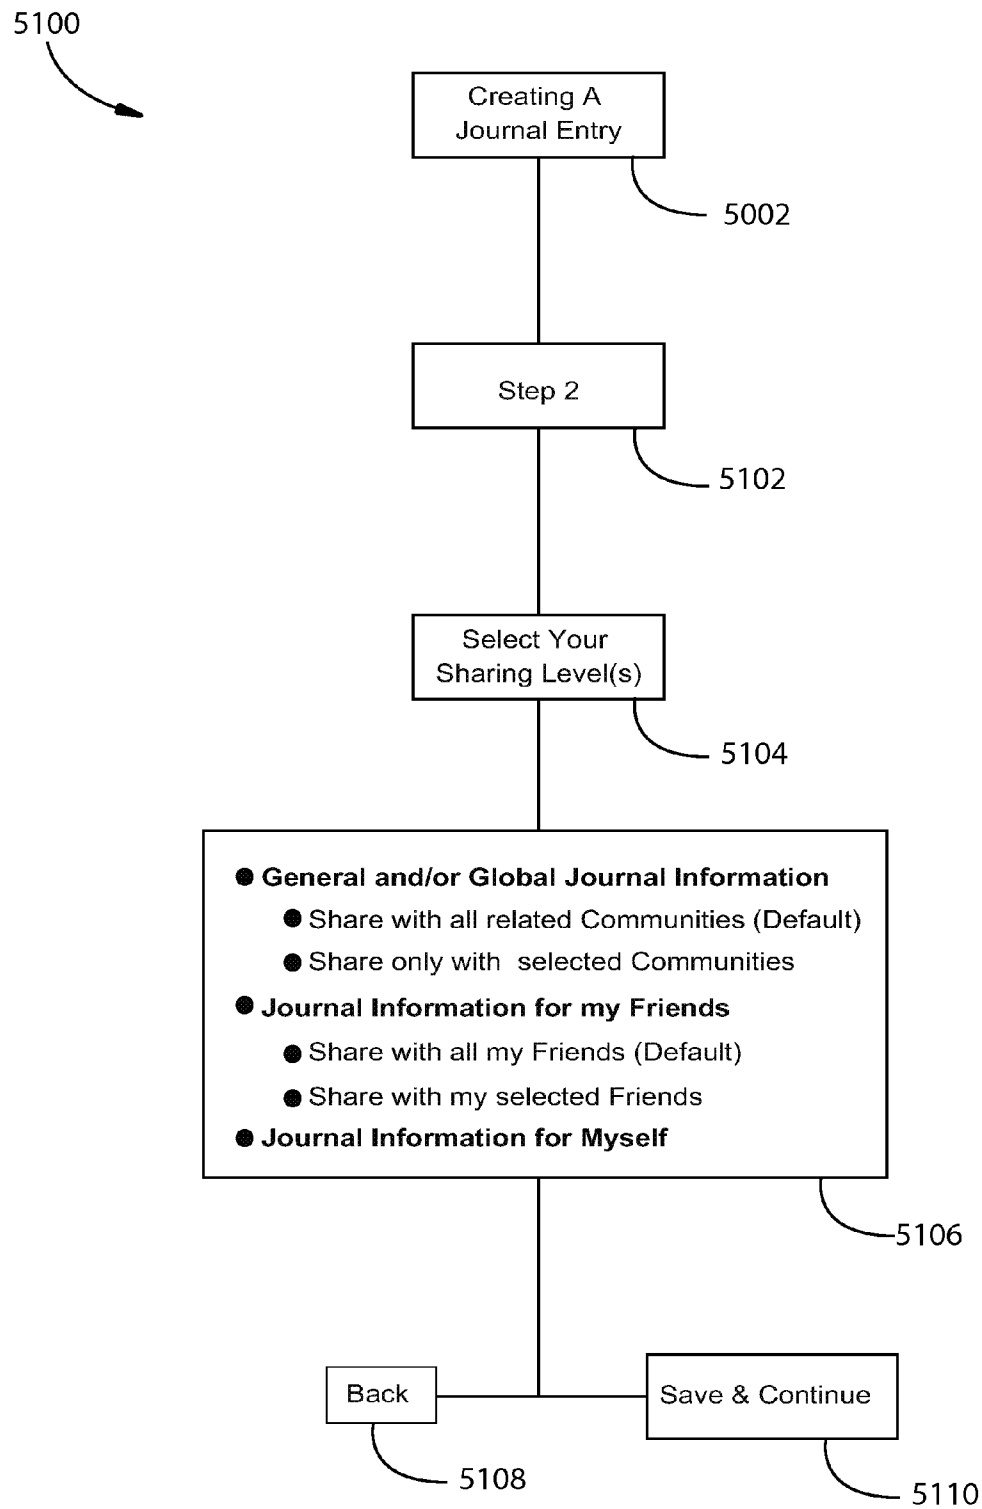 5100
Creating A
Journal Entry
5002
Step 2
5102
Select Your
Sharing Level(s)
5104
● General and/or Global Journal Information
● Share with all related Communities (Default)
● Share only with selected Communities
● Journal Information for my Friends
● Share with all my Friends (Default)
● Share with my selected Friends
● Journal Information for Myself
5106
Back
Save & Continue
5108
5110